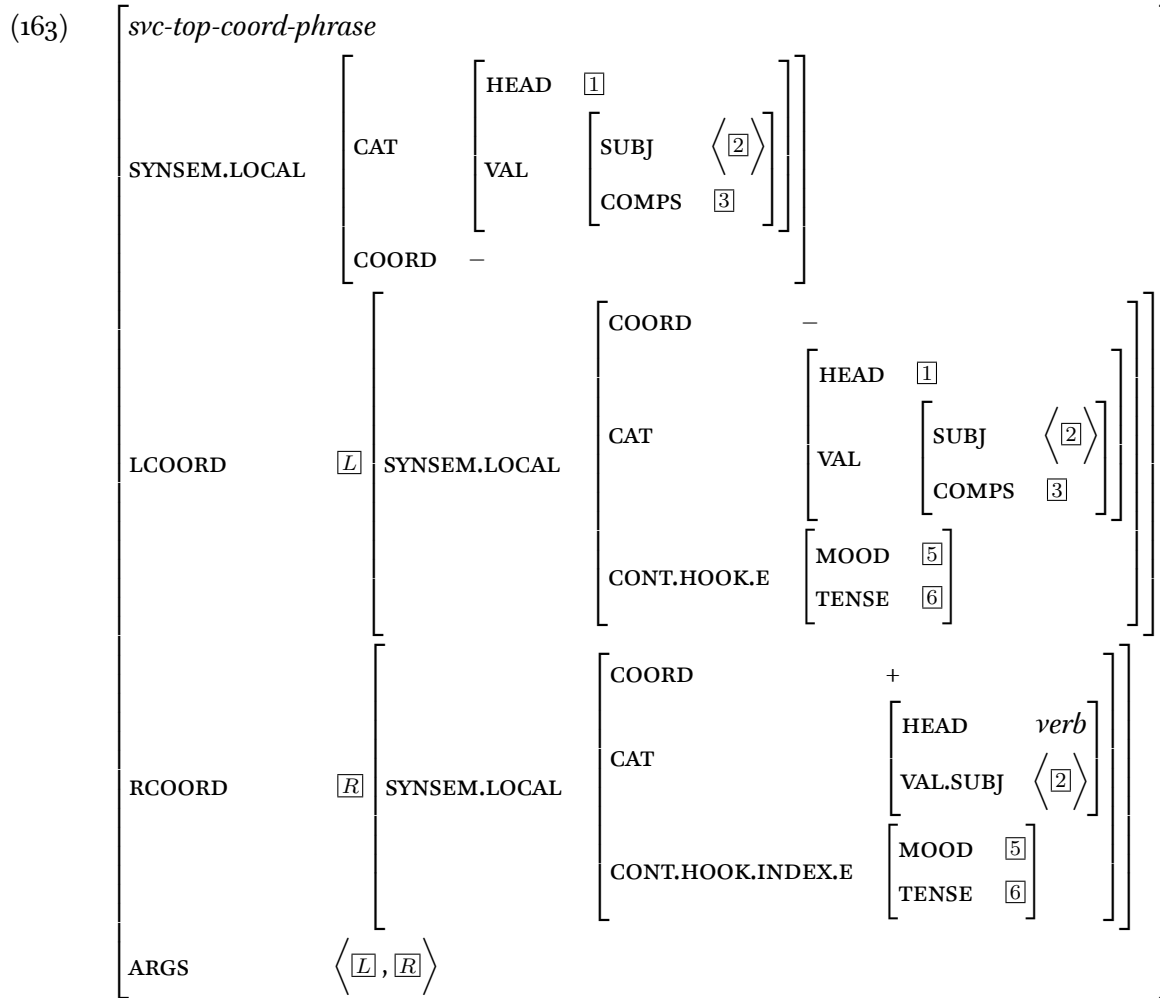 (163) svc-top-coord-phrase
HEAD 1
SUBJ ⟨2⟩
CAT
SYNSEM.LOCAL VAL
COMPS 3
COORD −
COORD −
HEAD 1
CAT SUBJ ⟨2⟩
LCOORD L SYNSEM.LOCAL VAL
COMPS 3
MOOD 5
CONT.HOOK.E
TENSE 6
COORD +
HEAD verb
CAT
RCOORD R SYNSEM.LOCAL VAL.SUBJ ⟨2⟩
MOOD 5
CONT.HOOK.INDEX.E
TENSE 6
ARGS ⟨L, R⟩